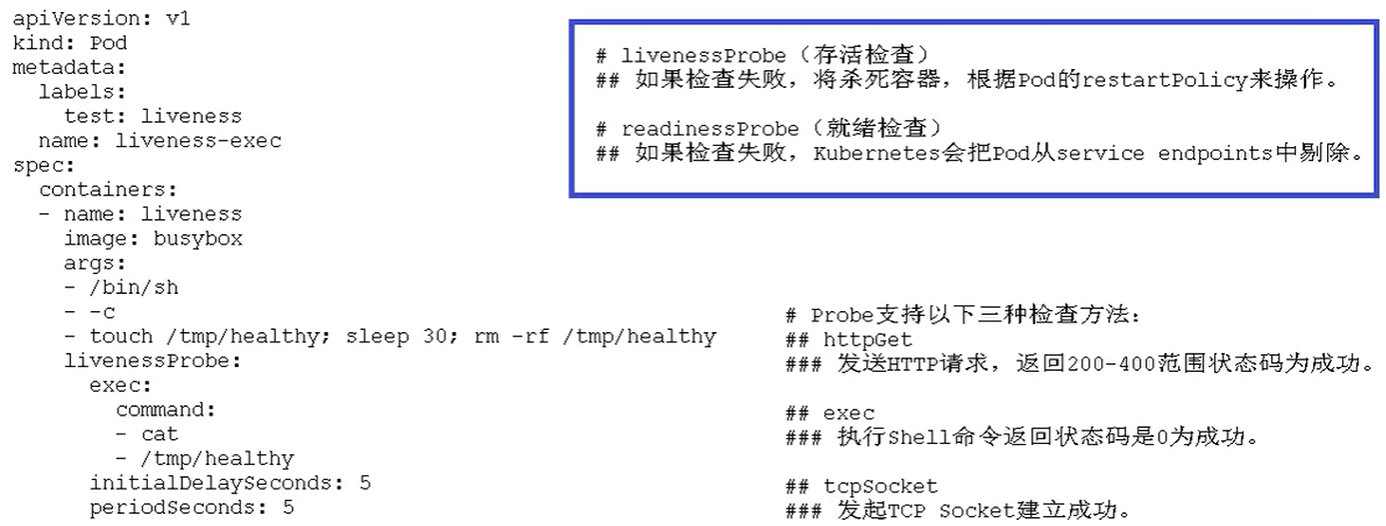 apiVersion: v1
kind: Pod
metadata:
  labels:
    test: liveness
  name: liveness-exec
spec:
  containers:
  - name: liveness
    image: busybox
    args:
    - /bin/sh
    - -c
    - touch /tmp/healthy; sleep 30; rm -rf /tmp/healthy
    livenessProbe:
      exec:
        command:
        - cat
        - /tmp/healthy
      initialDelaySeconds: 5
      periodSeconds: 5
# livenessProbe（存活检查）
## 如果检查失败，将杀死容器，根据Pod的restartPolicy来操作。
# readinessProbe（就绪检查）
## 如果检查失败，Kubernetes会把Pod从service endpoints中剔除。
# Probe支持以下三种检查方法：
## httpGet
### 发送HTTP请求，返回200-400范围状态码为成功。
## exec
### 执行Shell命令返回状态码是0为成功。
## tcpSocket
### 发起TCP Socket建立成功。